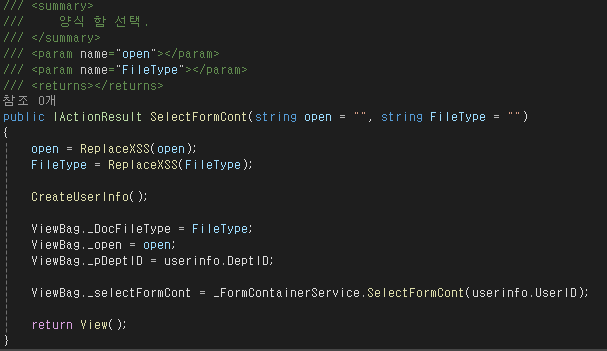 /// <summary>
///     양식 함 선택.
/// </summary>
/// <param name="open"></param>
/// <param name="FileType"></param>
/// <returns></returns>
참조 0개
public IActionResult SelectFormCont(string open = "", string FileType = "")
{
    open = ReplaceXSS(open);
    FileType = ReplaceXSS(FileType);
    CreateUserInfo();
    ViewBag._DocFileType = FileType;
    ViewBag._open = open;
    ViewBag._pDeptID = userinfo.DeptID;
    ViewBag._selectFormCont = _FormContainerService.SelectFormCont(userinfo.UserID);
    return View();
}